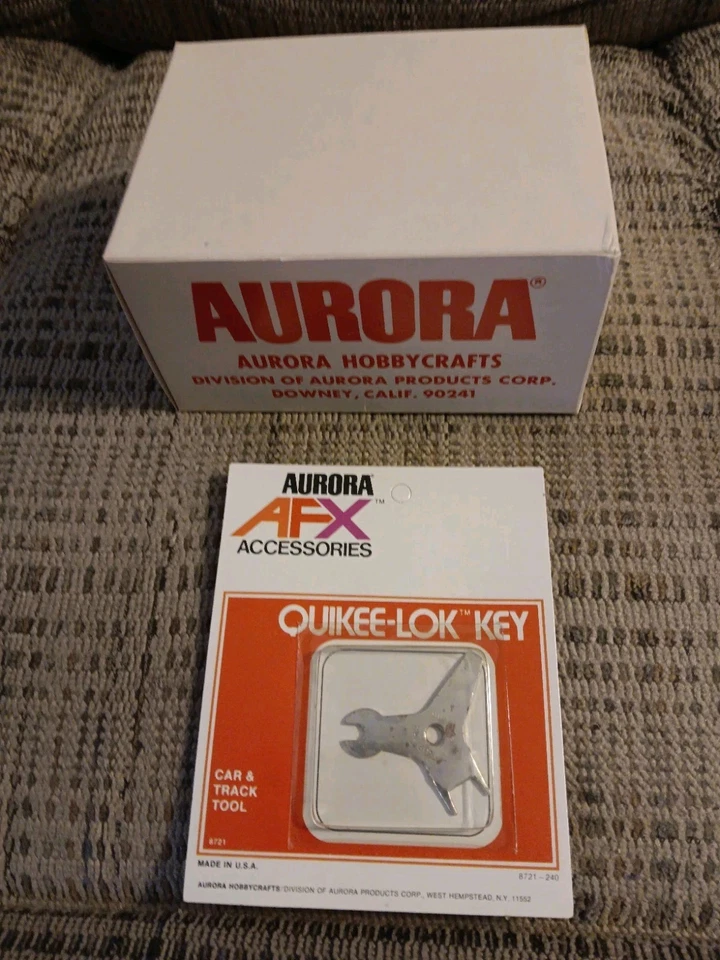 AURORA®
AURORA HOBBYCRAFTS
DIVISION OF AURORA PRODUCTS CORP.
DOWNEY, CALIF. 90241
AURORA
AFX™
ACCESSORIES
QUIKEE-LOK™ KEY
CAR &
TRACK
TOOL
8721
MADE IN U.S.A.
8721-240
AURORA HOBBYCRAFTS/DIVISION OF AURORA PRODUCTS CORP., WEST HEMPSTEAD, N.Y. 11552